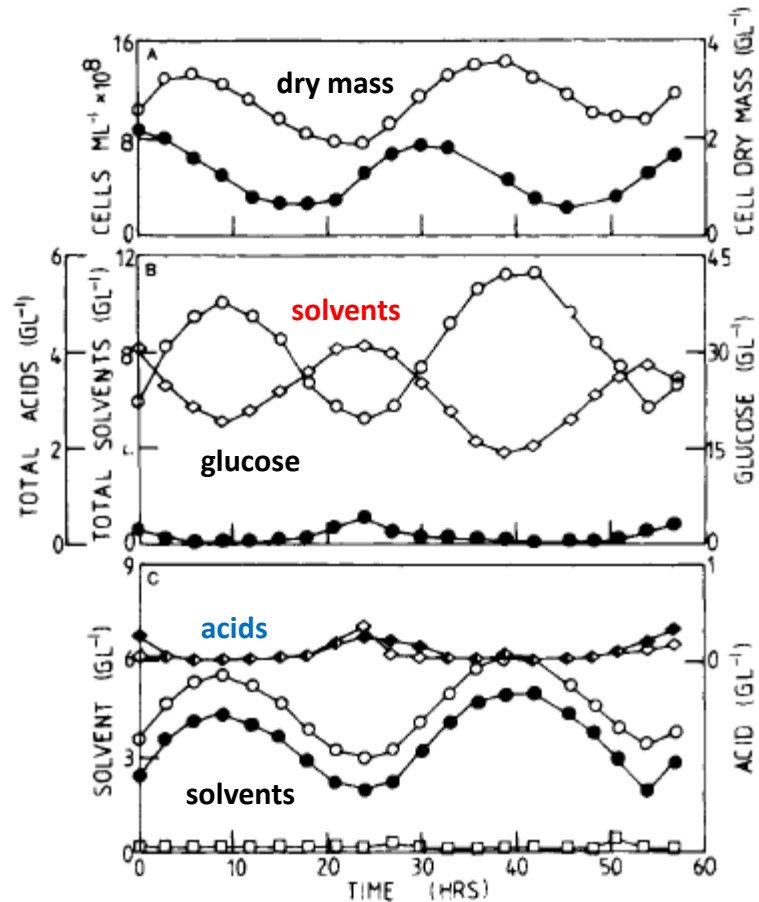 A
dry mass
CELLS ML⁻¹ ×10⁸
16
8
0
CELL DRY MASS (GL⁻¹)
4
2
0
B
solvents
glucose
TOTAL ACIDS (GL⁻¹)
6
4
2
0
TOTAL SOLVENTS (GL⁻¹)
12
8
0
GLUCOSE (GL⁻¹)
45
30
15
0
C
acids
solvents
SOLVENT (GL⁻¹)
9
6
3
0
ACID (GL⁻¹)
1
0
0 10 20 30 40 50 60
TIME (HRS)